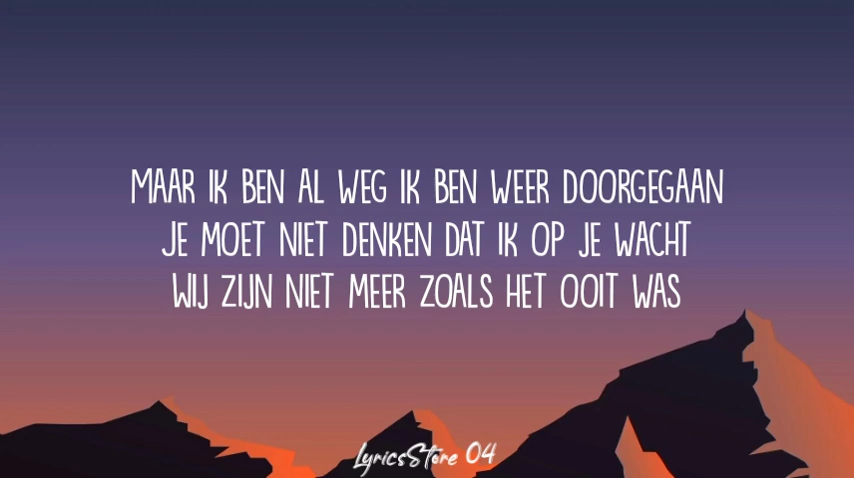 MAAR IK BEN AL WEG IK BEN WEER DOORGEGAAN
JE MOET NIET DENKEN DAT IK OP JE WACHT
WIJ ZIJN NIET MEER ZOALS HET OOIT WAS
LyricsStore 04